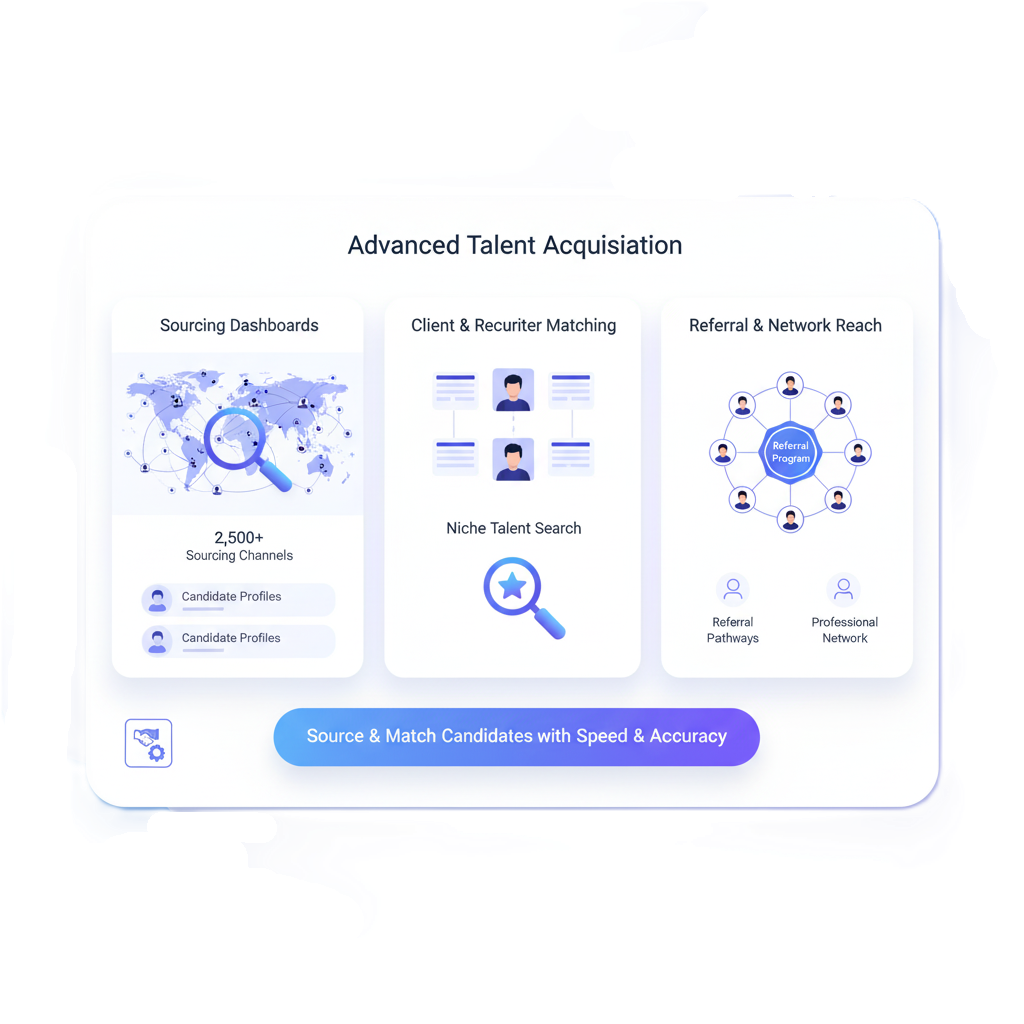 Advanced Talent Acquisiation
Sourcing Dashboards
2,500+
Sourcing Channels
Candidate Profiles
Candidate Profiles
Client & Recuriter Matching
Niche Talent Search
Referral & Network Reach
Referral
Program
Referral
Pathways
Professional
Network
Source & Match Candidates with Speed & Accuracy